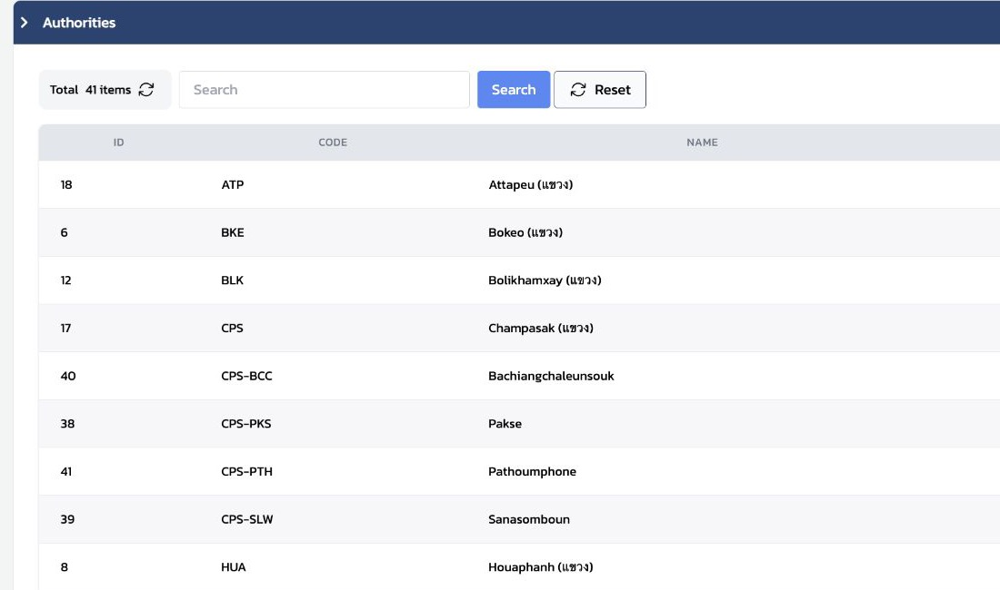 Authorities
Total 41 items Search Search Reset
ID CODE NAME
18 ATP Attapeu (แขวง)
6 BKE Bokeo (แขวง)
12 BLK Bolikhamxay (แขวง)
17 CPS Champasak (แขวง)
40 CPS-BCC Bachiangchaleunsouk
38 CPS-PKS Pakse
41 CPS-PTH Pathoumphone
39 CPS-SLW Sanasomboun
8 HUA Houaphanh (แขวง)